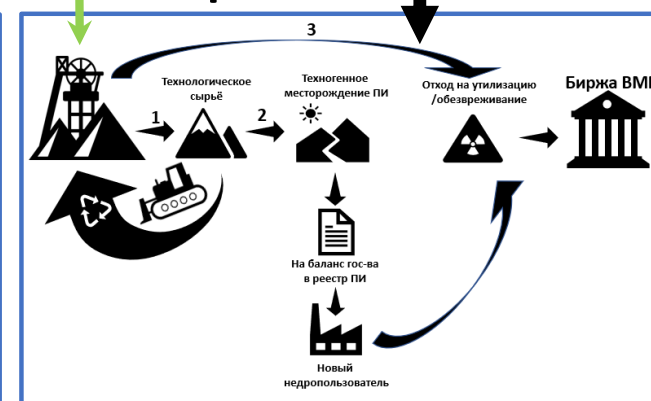 3
Технологическое
сырьё
Техногенное
месторождение ПИ
Отход на утилизацию
/обезвреживание
Биржа ВМ
1
2
На баланс гос-ва
в реестр ПИ
Новый
недропользователь